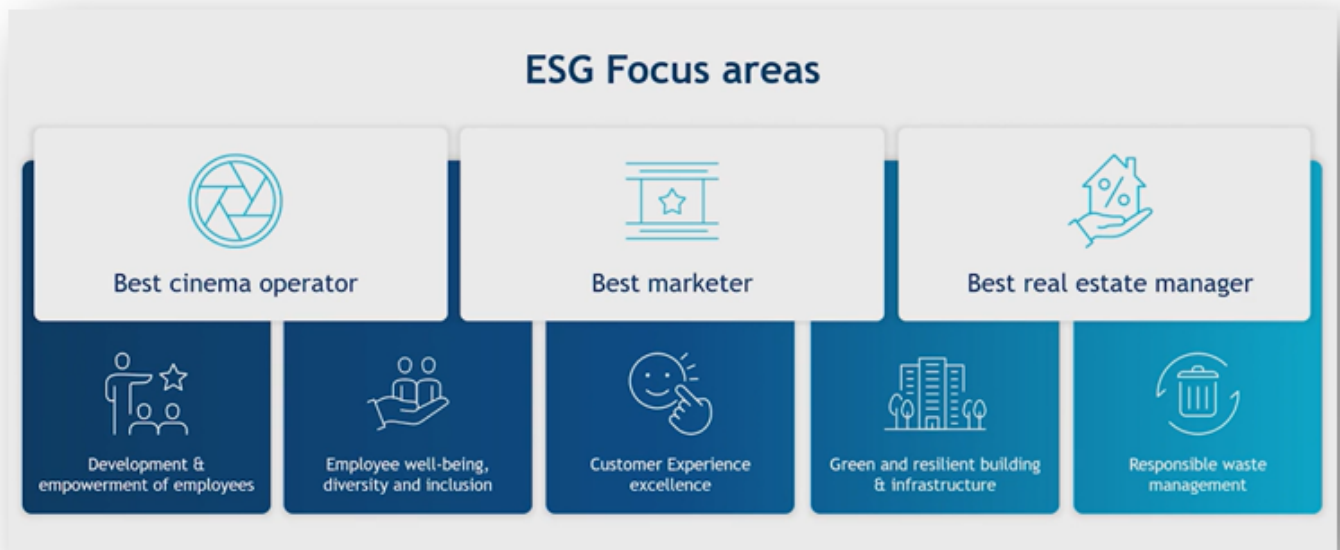 ESG Focus areas
Best cinema operator
Best marketer
Best real estate manager
Development &
empowerment of employees
Employee well-being,
diversity and inclusion
Customer Experience
excellence
Green and resilient building
& infrastructure
Responsible waste
management